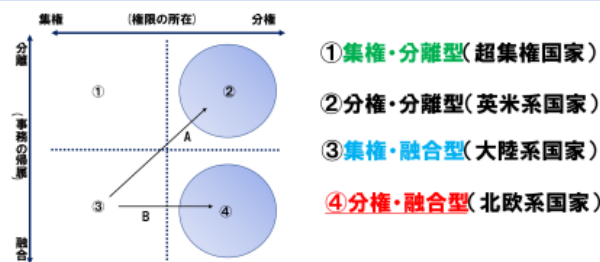 集権 (権限の所在) 分権
分離
(事務の帰属)
融合
①
②
A
③
B
④
①集権・分離型(超集権国家)
②分権・分離型(英米系国家)
③集権・融合型(大陸系国家)
④分権・融合型(北欧系国家)